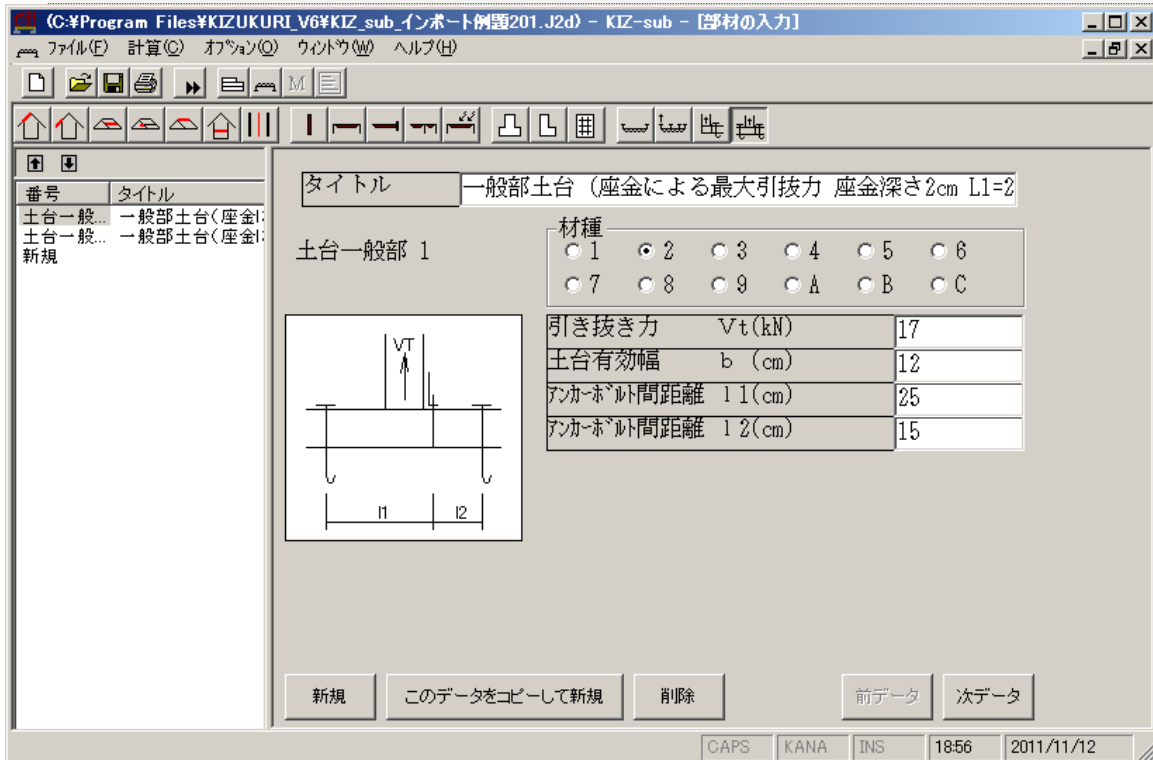 (C:¥Program Files¥KIZUKURI_V6¥KIZ_sub_インポート例題201.J2d) - KIZ-sub - [部材の入力]
ファイル(F) 計算(C) オプション(O) ウィンドウ(W) ヘルプ(H)
M
番号 タイトル
土台一般... 一般部土台(座金に
土台一般... 一般部土台(座金に
新規
タイトル 一般部土台 (座金による最大引抜力 座金深さ2cm L1=2
土台一般部 1
材種
1 2 3 4 5 6
7 8 9 A B C
引き抜き力 Vt(kN) 17
土台有効幅 b (cm) 12
アンカーボルト間距離 l1(cm) 25
アンカーボルト間距離 l2(cm) 15
VT
l1 l2
新規 このデータをコピーして新規 削除 前データ 次データ
CAPS KANA INS 18:56 2011/11/12